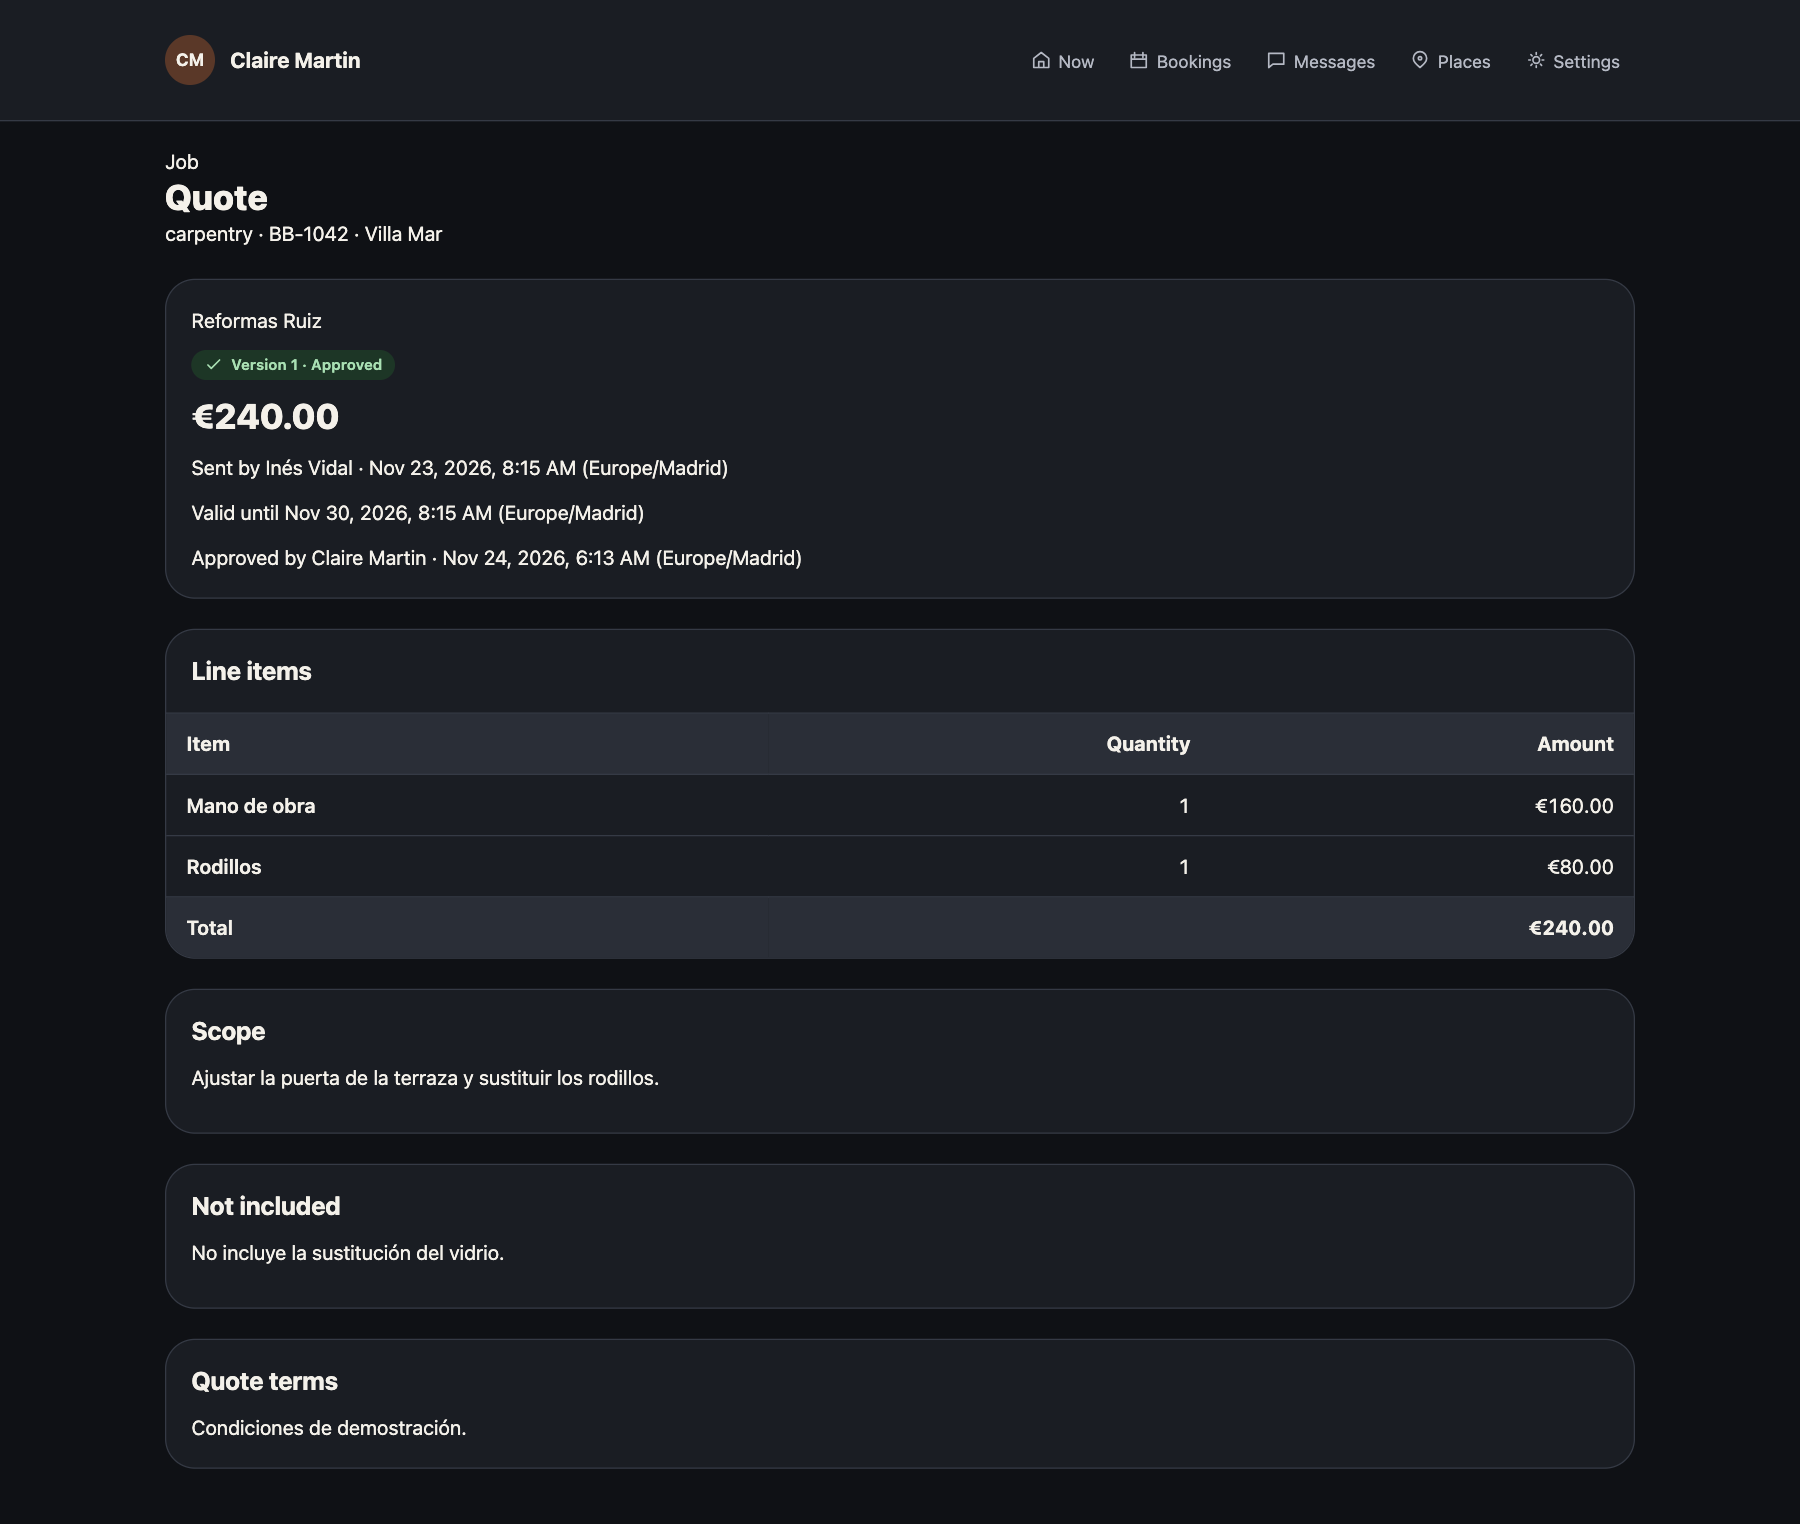 CM
Claire Martin
Now
Bookings
Messages
Places
Settings
Job
Quote
carpentry · BB-1042 · Villa Mar
Reformas Ruiz
Version 1 · Approved
€240.00
Sent by Inés Vidal · Nov 23, 2026, 8:15 AM (Europe/Madrid)
Valid until Nov 30, 2026, 8:15 AM (Europe/Madrid)
Approved by Claire Martin · Nov 24, 2026, 6:13 AM (Europe/Madrid)
Line items
Item Quantity Amount
Mano de obra 1 €160.00
Rodillos 1 €80.00
Total €240.00
Scope
Ajustar la puerta de la terraza y sustituir los rodillos.
Not included
No incluye la sustitución del vidrio.
Quote terms
Condiciones de demostración.